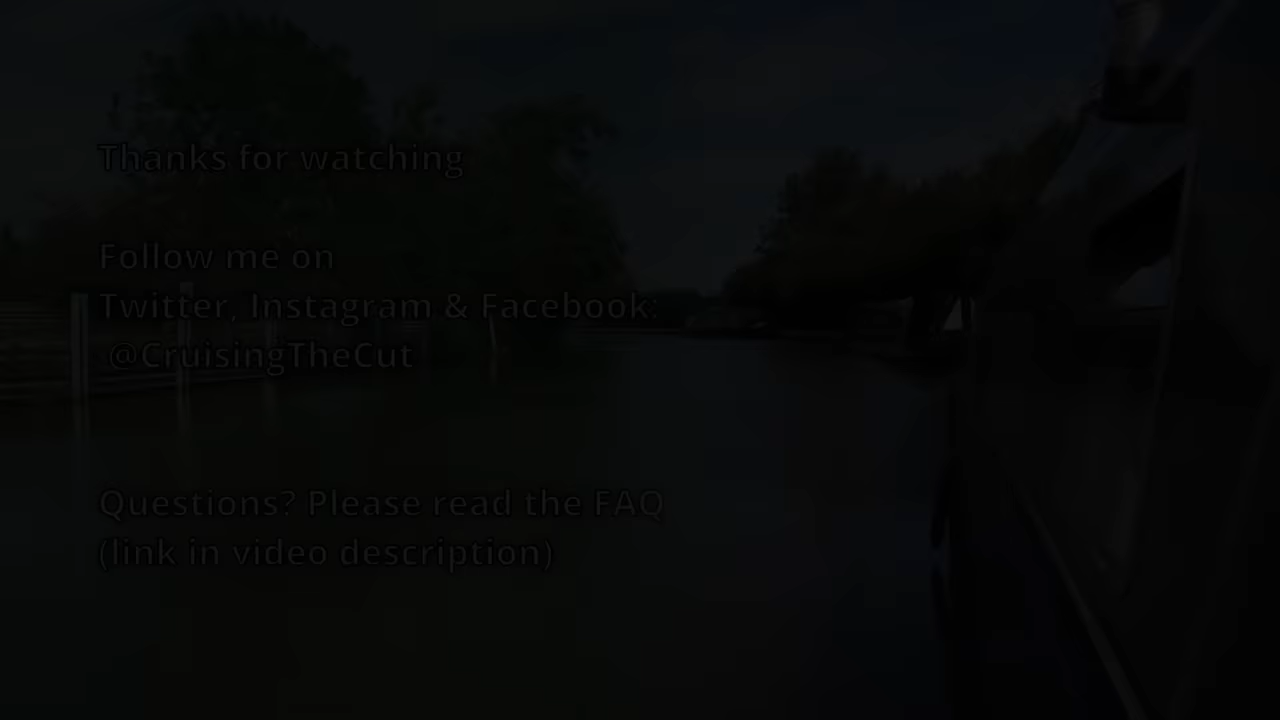 Thanks for watching
Follow me on
Twitter, Instagram & Facebook:
@CruisingTheCut
Questions? Please read the FAQ
(link in video description)